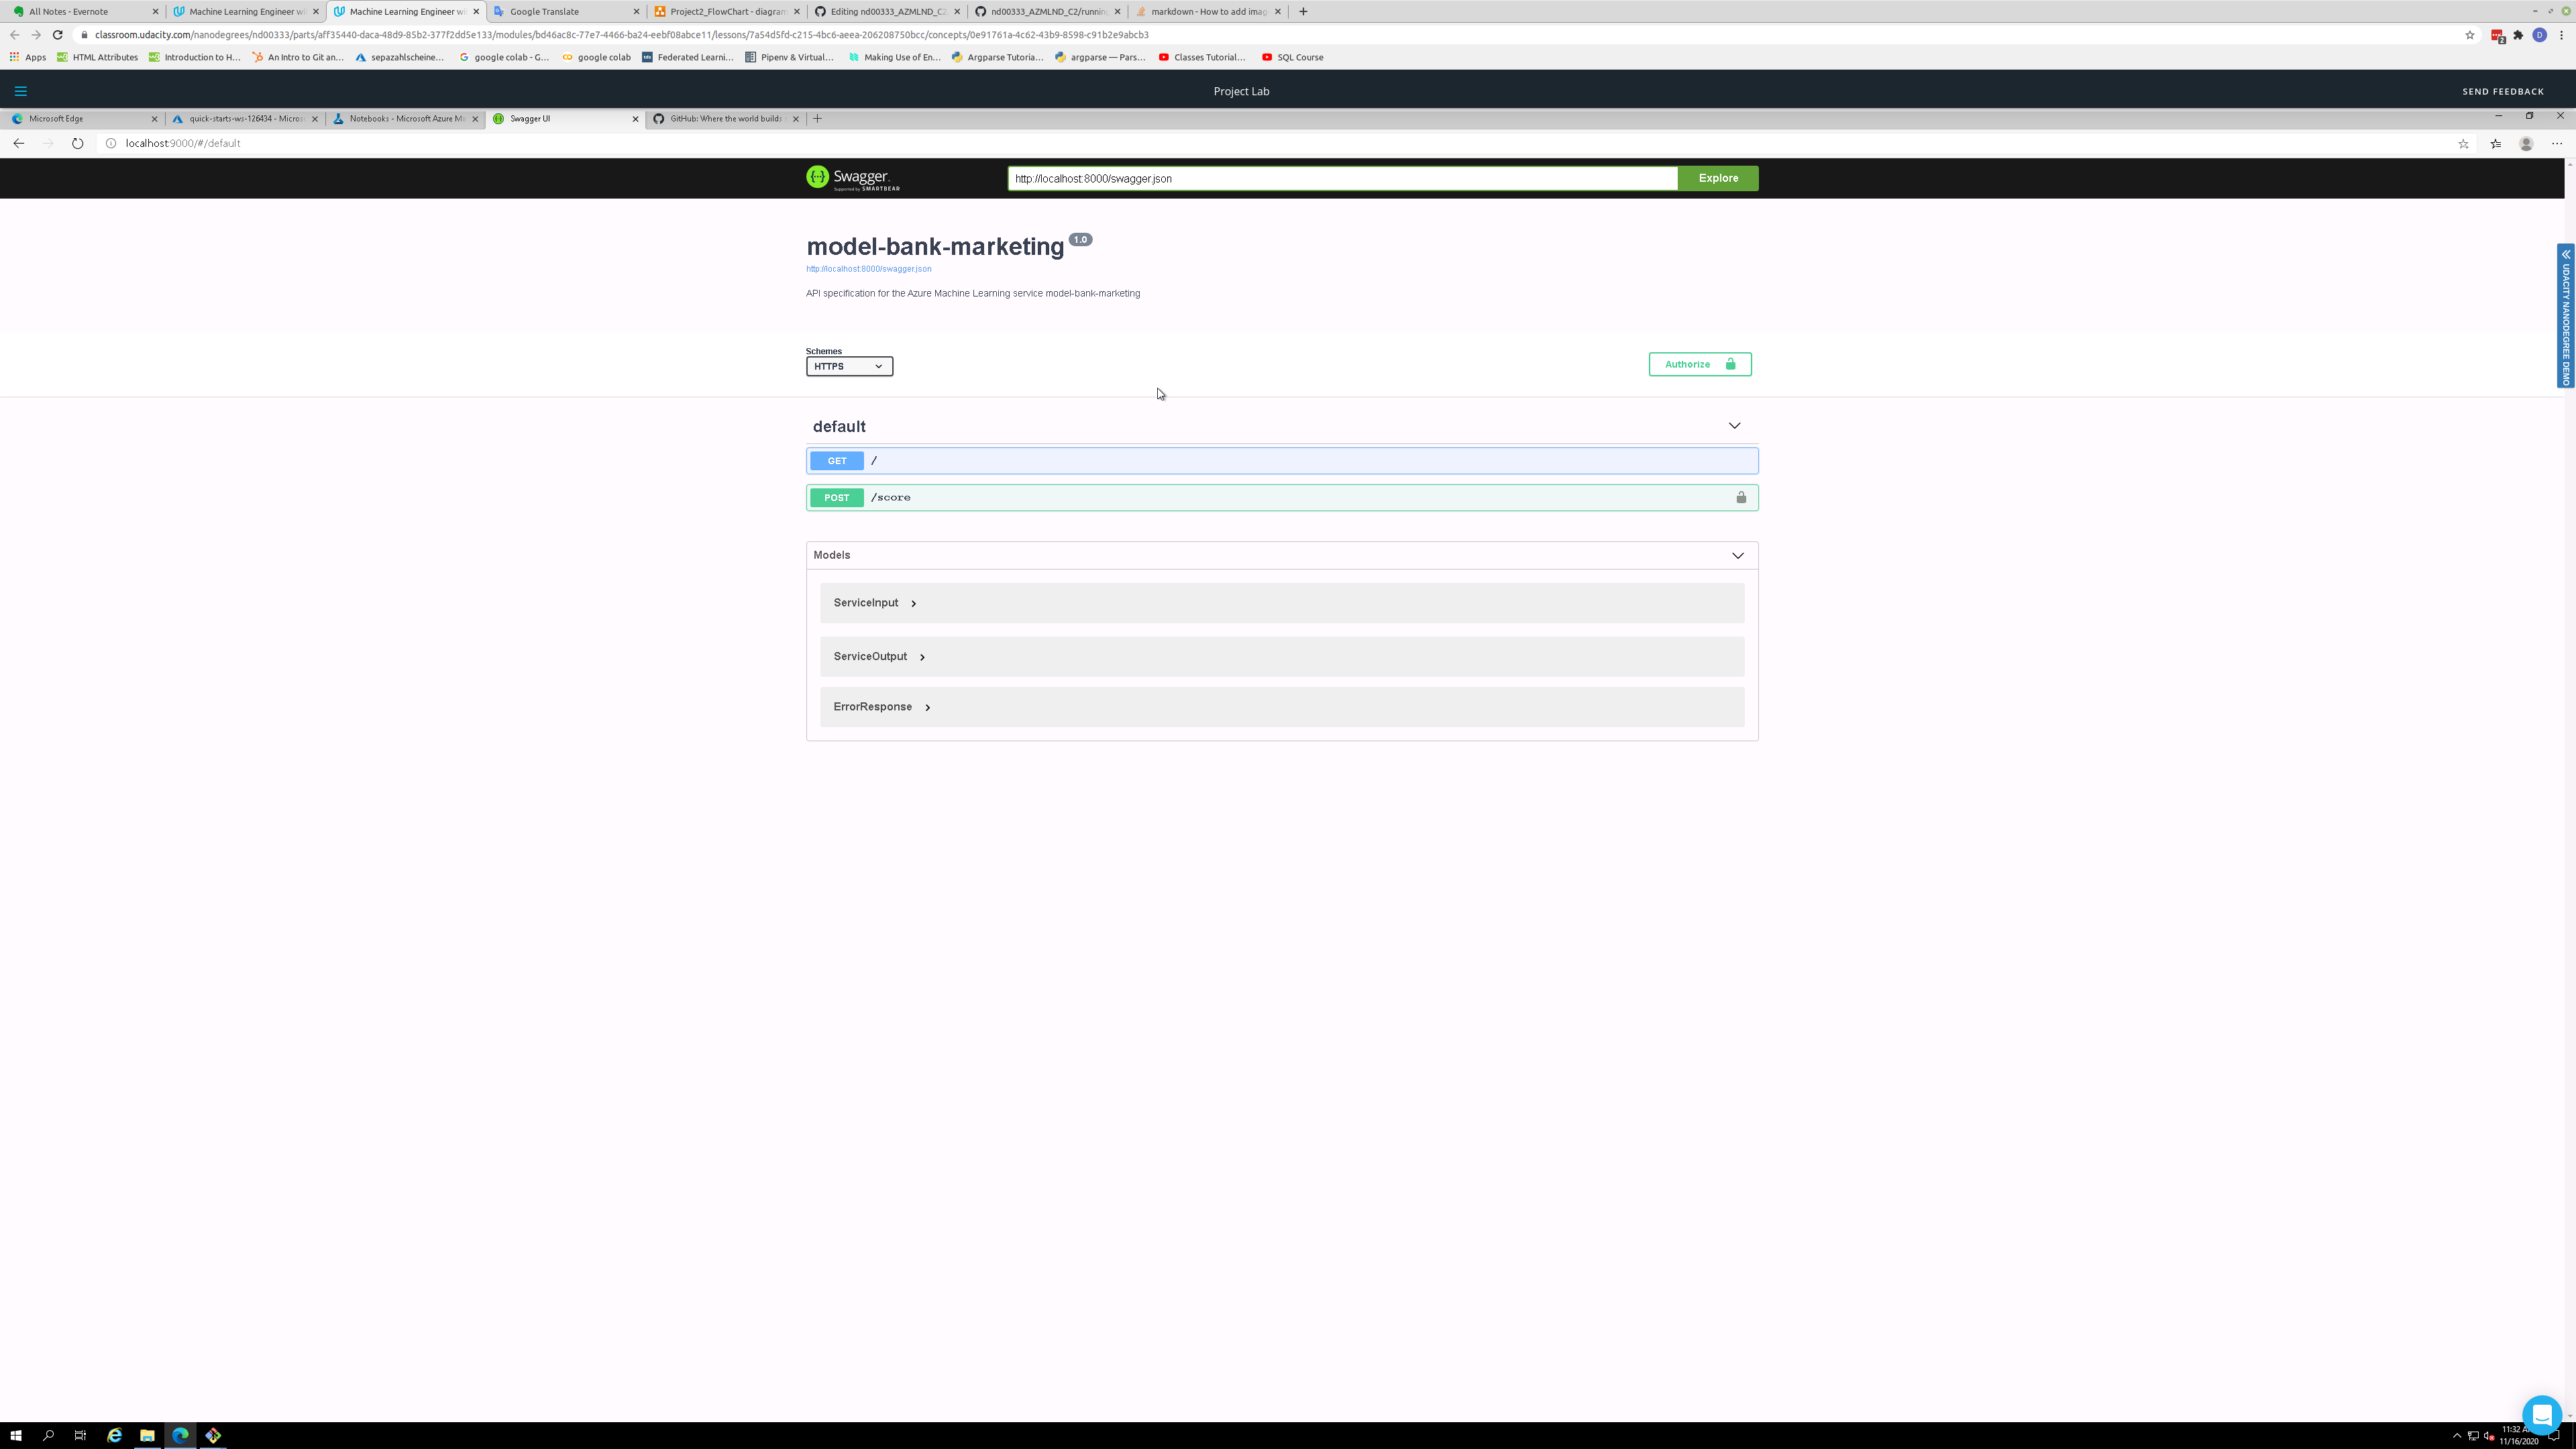 All Notes - Evernote
Machine Learning Engineer wi
Machine Learning Engineer wi
Google Translate
Project2_FlowChart - diagram
Editing nd00333_AZMLND_C2
nd00333_AZMLND_C2/runnin
markdown - How to add imag
classroom.udacity.com/nanodegrees/nd00333/parts/aff35440-daca-48d9-85b2-377f2dd5e133/modules/bd46ac8c-77e7-4466-ba24-eebf08abce11/lessons/7a54d5fd-c215-4bc6-aeea-206208750bcc/concepts/0e91761a-4c62-43b9-8598-c91b2e9abcb3
Apps
HTML Attributes
Introduction to H...
An Intro to Git an...
sepazahlscheine...
google colab - G...
google colab
Federated Learni...
Pipenv & Virtual...
Making Use of En...
Argparse Tutoria...
argparse — Pars...
Classes Tutorial...
SQL Course
Project Lab
SEND FEEDBACK
Microsoft Edge
quick-starts-ws-126434 - Micros
Notebooks - Microsoft Azure M
Swagger UI
GitHub: Where the world builds
localhost:9000/#/default
Swagger.
Supported by SMARTBEAR
http://localhost:8000/swagger.json
Explore
model-bank-marketing 1.0
http://localhost:8000/swagger.json
API specification for the Azure Machine Learning service model-bank-marketing
UDACITY NANODEGREE DEMO
Schemes
HTTPS
Authorize
default
GET /
POST /score
Models
ServiceInput
ServiceOutput
ErrorResponse
11:32
11/16/2020